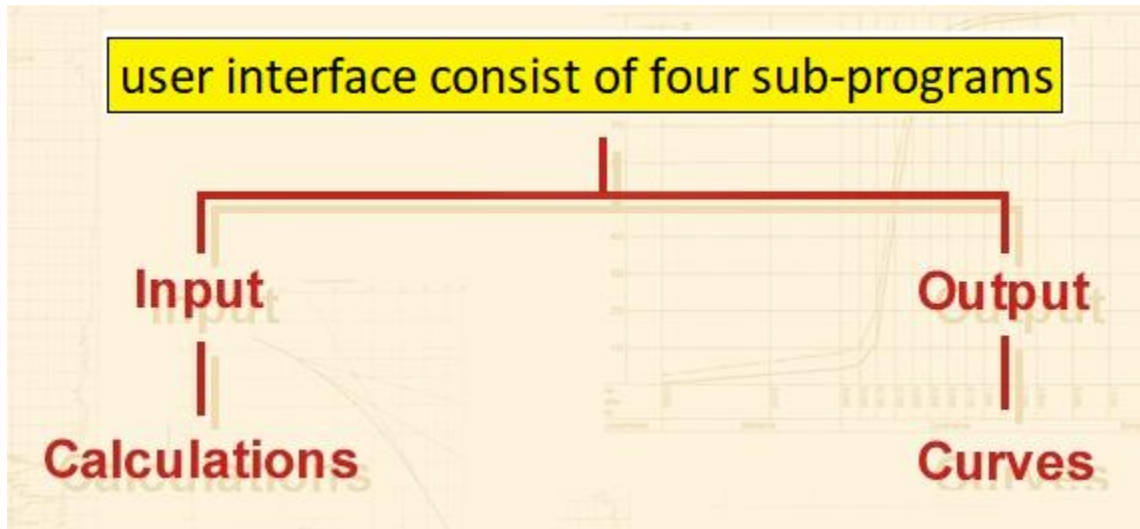 user interface consist of four sub-programs
Input
Output
Calculations
Curves